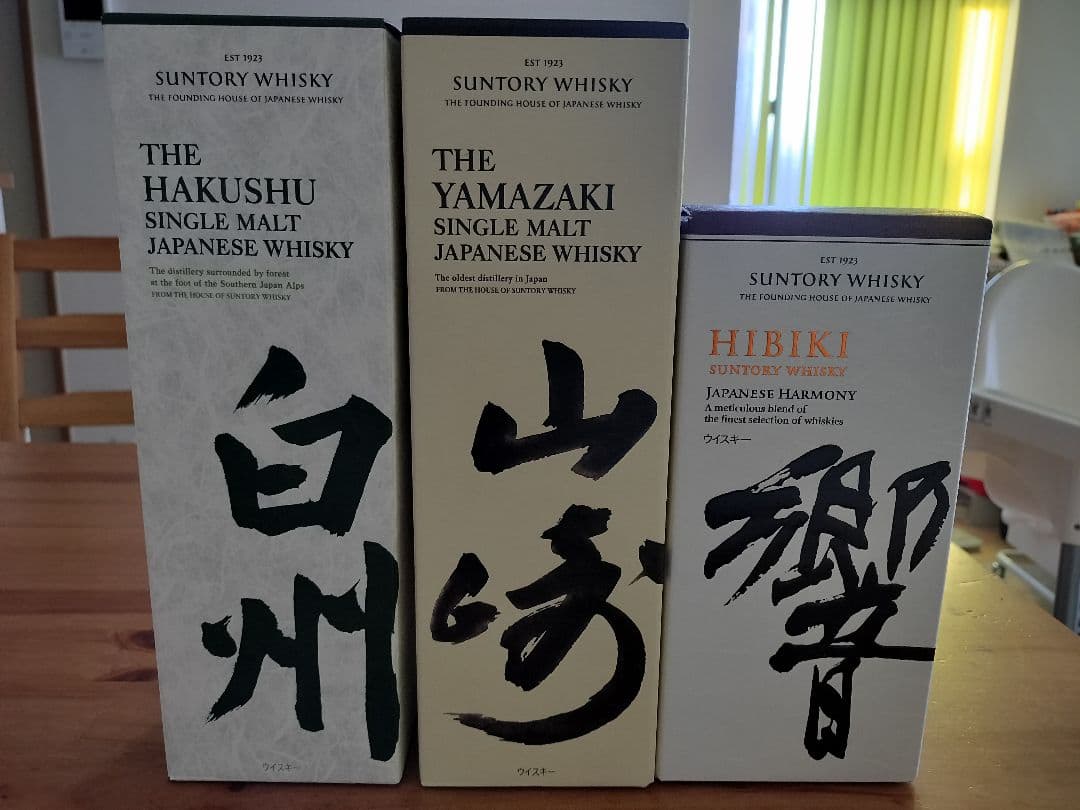 EST 1923
SUNTORY WHISKY
THE FOUNDING HOUSE OF JAPANESE WHISKY
THE
HAKUSHU
SINGLE MALT
JAPANESE WHISKY
The distillery surrounded by forest
at the foot of the Southern Japan Alps
FROM THE HOUSE OF SUNTORY WHISKY
白
州
ウイスキー
EST 1923
SUNTORY WHISKY
THE FOUNDING HOUSE OF JAPANESE WHISKY
THE
YAMAZAKI
SINGLE MALT
JAPANESE WHISKY
The oldest distillery in Japan
FROM THE HOUSE OF SUNTORY WHISKY
山
崎
ウイスキー
EST 1923
SUNTORY WHISKY
THE FOUNDING HOUSE OF JAPANESE WHISKY
HIBIKI
SUNTORY WHISKY
JAPANESE HARMONY
A meticulous blend of
the finest selection of whiskies
ウイスキー
響